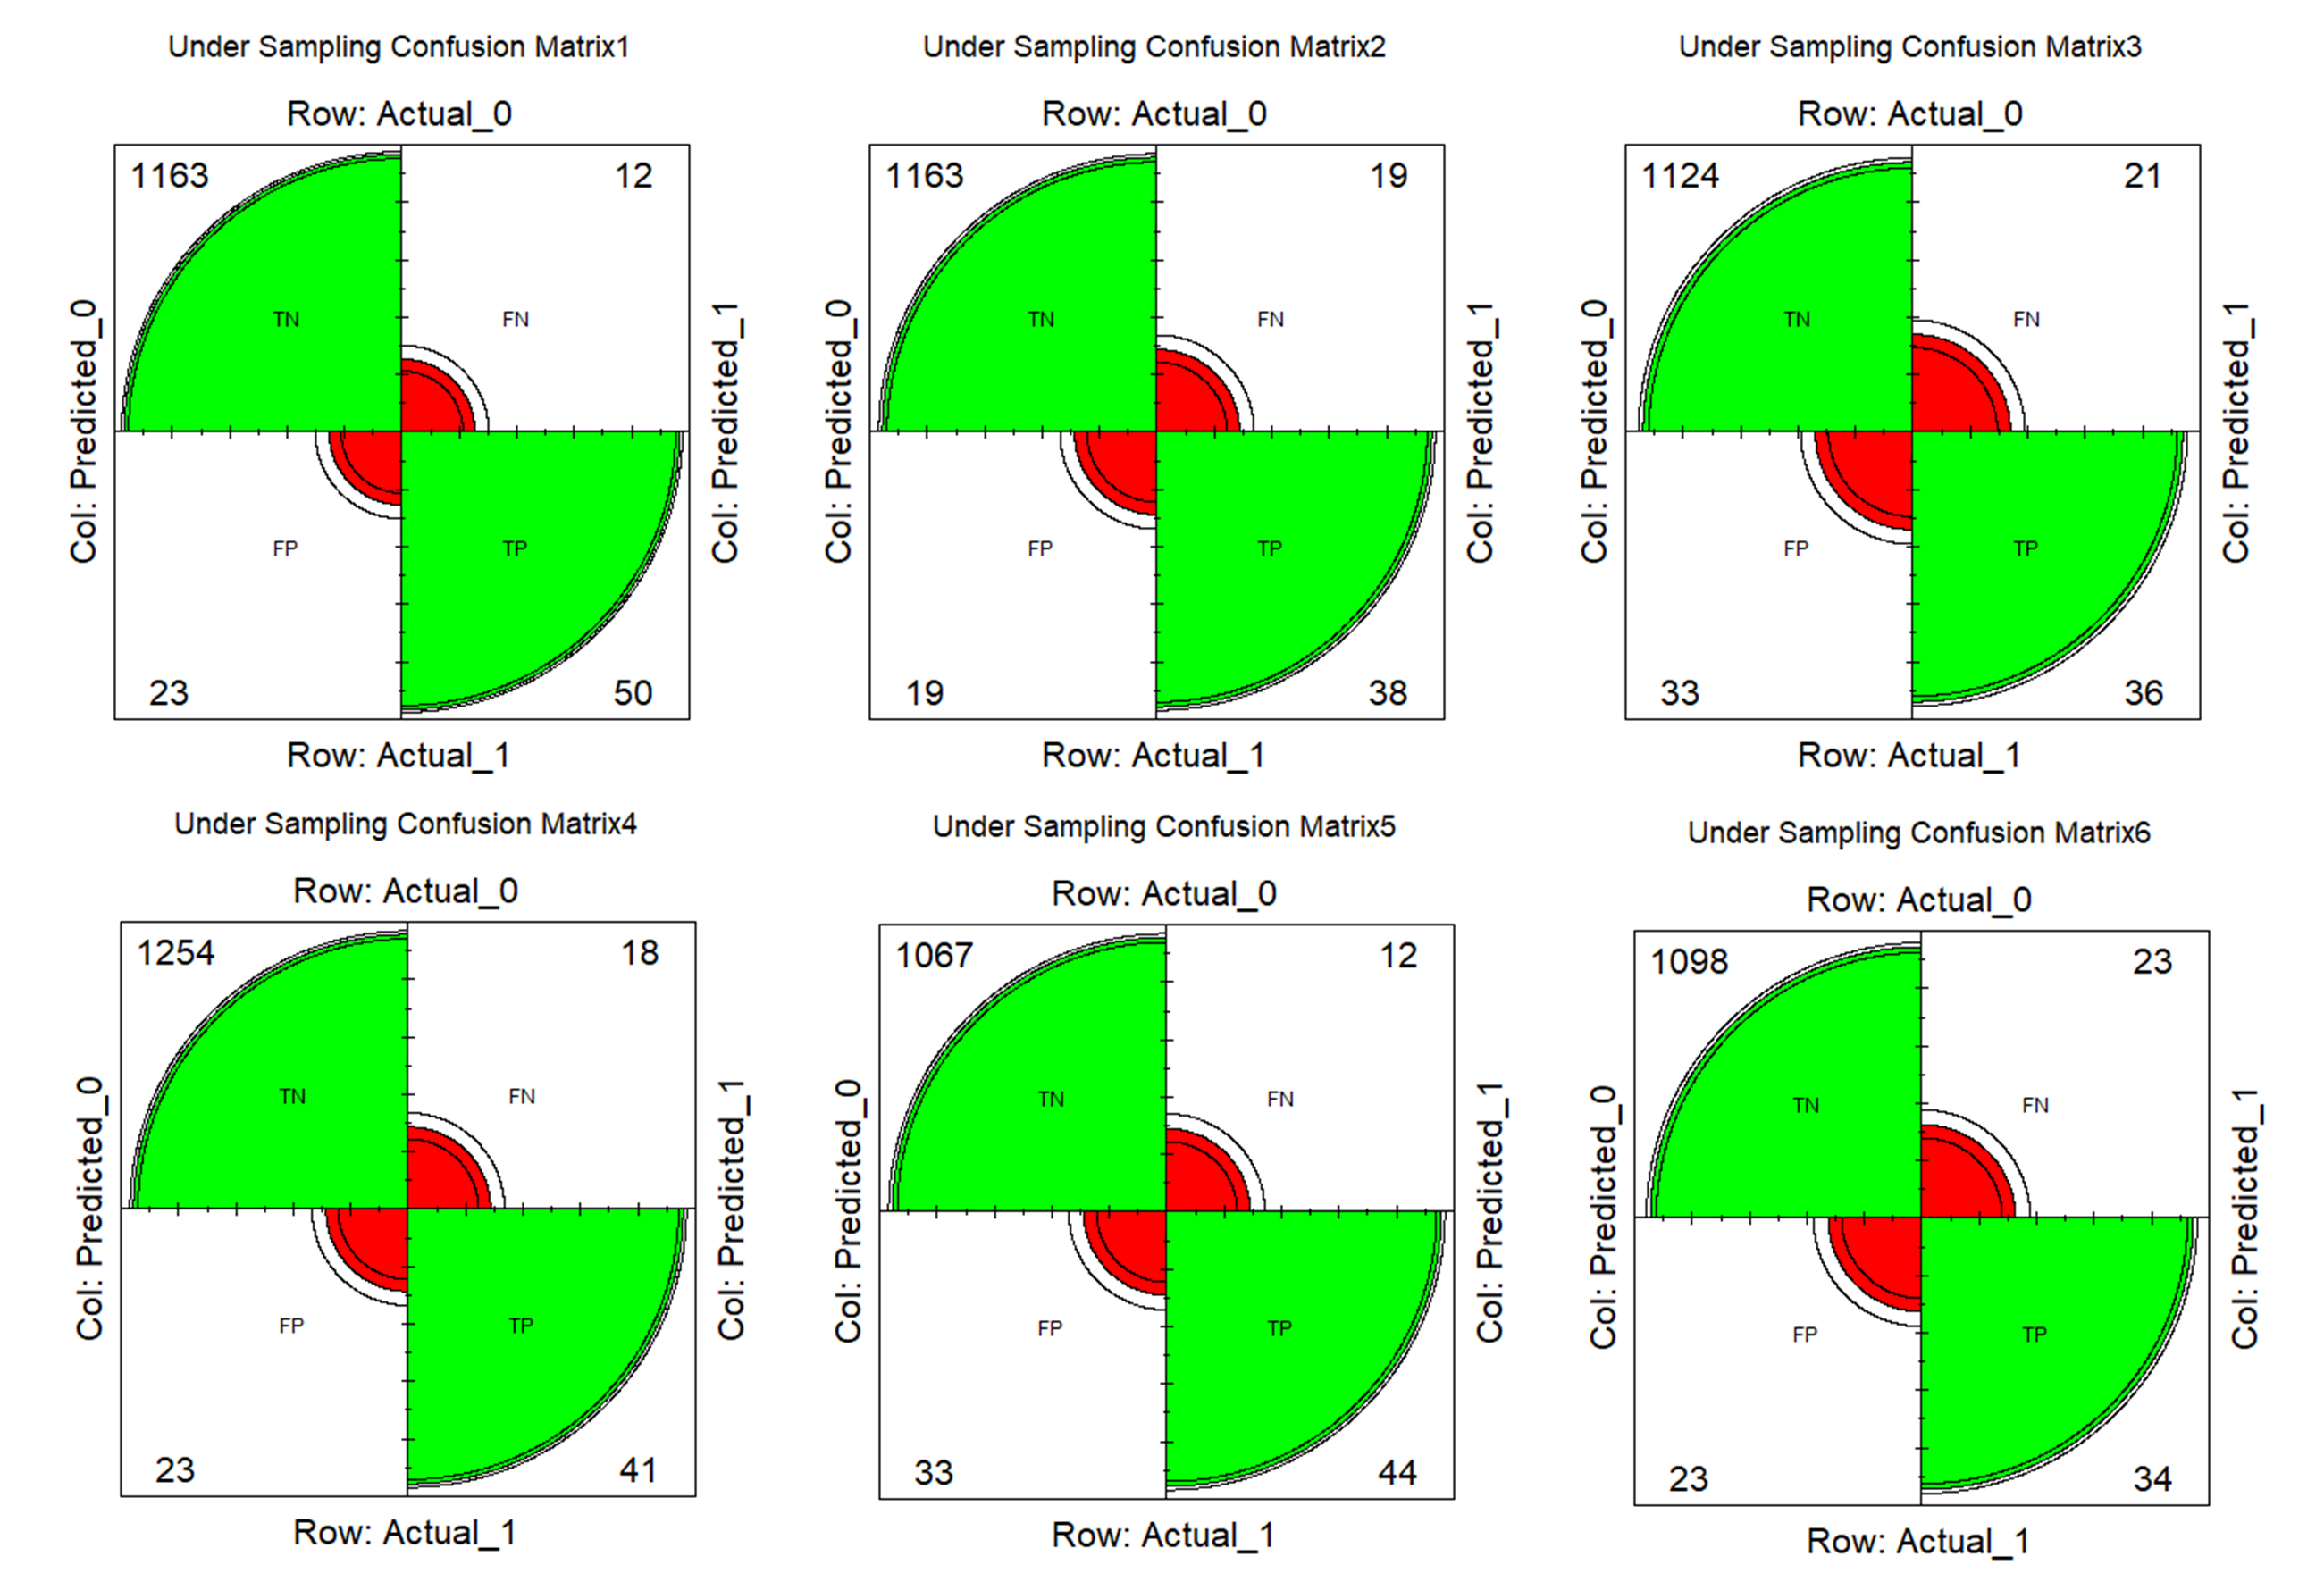 Under Sampling Confusion Matrix1
Row: Actual_0
Col: Predicted_0
1163
12
TN
FN
FP
TP
23
50
Col: Predicted_1
Row: Actual_1
Under Sampling Confusion Matrix2
Row: Actual_0
Col: Predicted_0
1163
19
TN
FN
FP
TP
19
38
Col: Predicted_1
Row: Actual_1
Under Sampling Confusion Matrix3
Row: Actual_0
Col: Predicted_0
1124
21
TN
FN
FP
TP
33
36
Col: Predicted_1
Row: Actual_1
Under Sampling Confusion Matrix4
Row: Actual_0
Col: Predicted_0
1254
18
TN
FN
FP
TP
23
41
Col: Predicted_1
Row: Actual_1
Under Sampling Confusion Matrix5
Row: Actual_0
Col: Predicted_0
1067
12
TN
FN
FP
TP
33
44
Col: Predicted_1
Row: Actual_1
Under Sampling Confusion Matrix6
Row: Actual_0
Col: Predicted_0
1098
23
TN
FN
FP
TP
23
34
Col: Predicted_1
Row: Actual_1